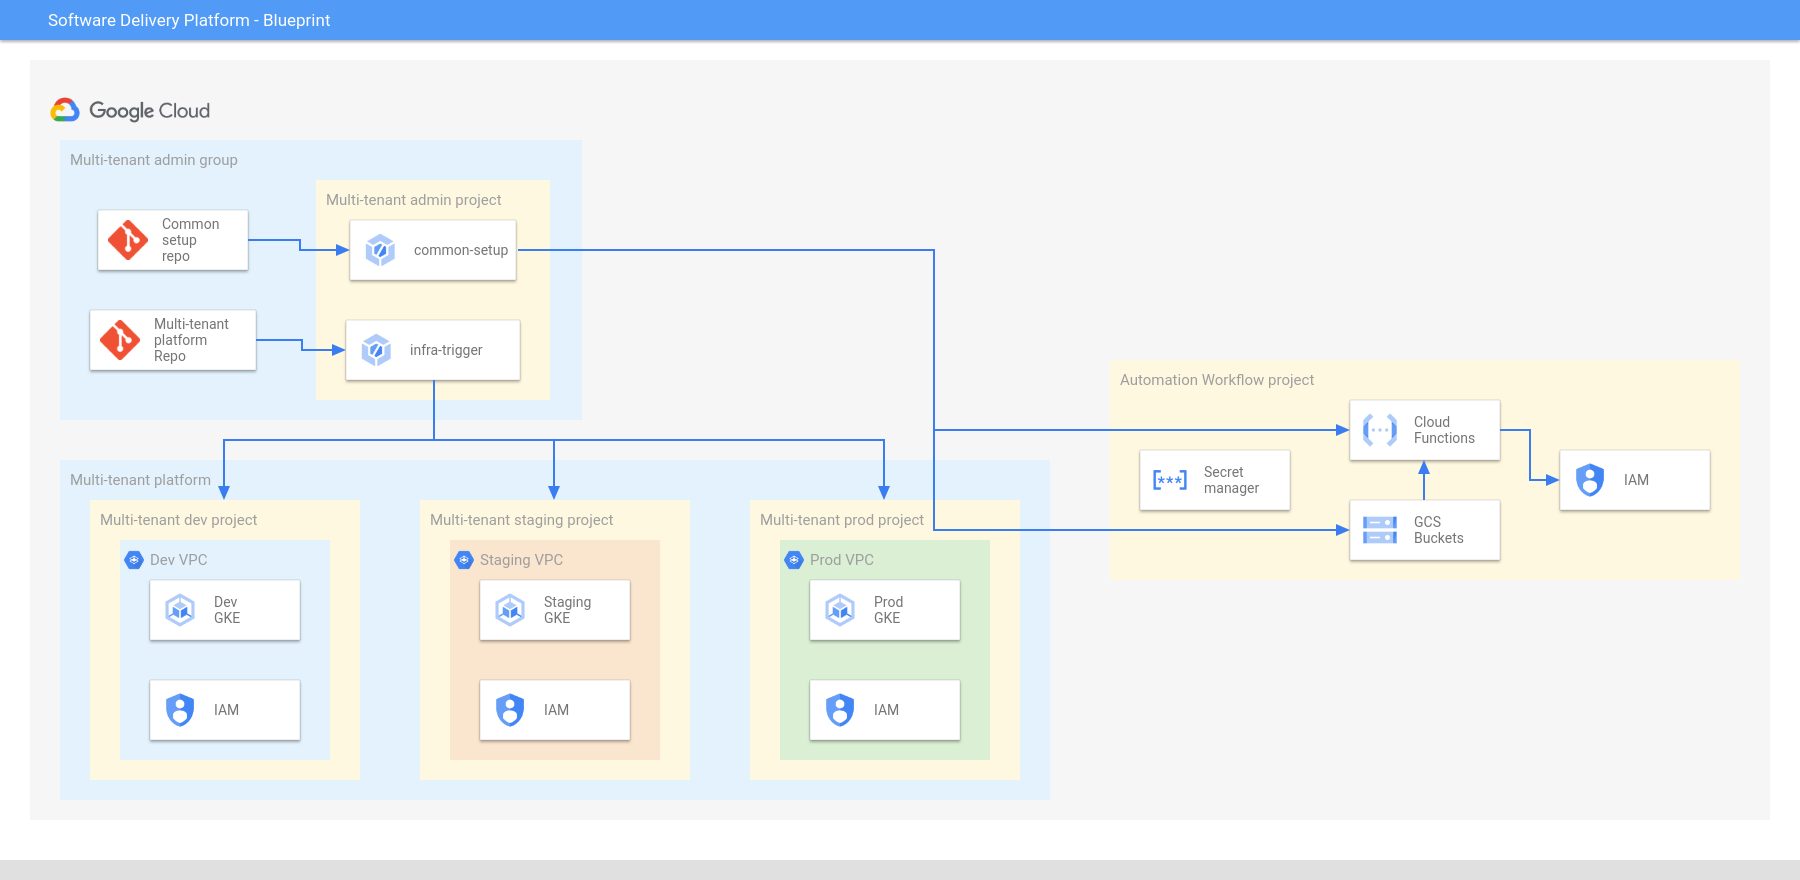 Software Delivery Platform - Blueprint
Google Cloud
Multi-tenant admin group
Multi-tenant admin project
Common
setup
repo
common-setup
Multi-tenant
platform
Repo
infra-trigger
Automation Workflow project
Cloud
Functions
Secret
manager
IAM
GCS
Buckets
Multi-tenant platform
Multi-tenant dev project
Dev VPC
Dev
GKE
IAM
Multi-tenant staging project
Staging VPC
Staging
GKE
IAM
Multi-tenant prod project
Prod VPC
Prod
GKE
IAM